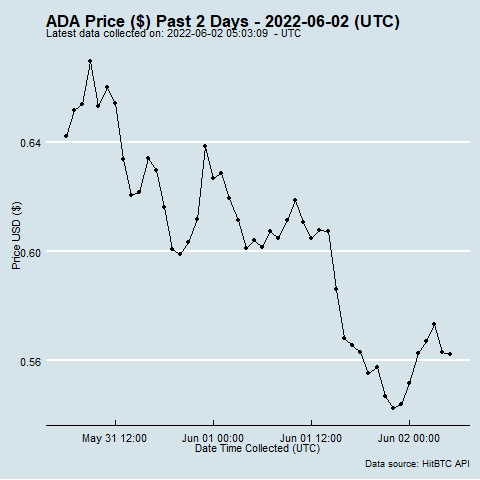 ADA Price ($) Past 2 Days - 2022-06-02 (UTC)
Latest data collected on: 2022-06-02 05:03:09 - UTC
0.64
0.60
0.56
Price USD ($)
May 31 12:00
Jun 01 00:00
Jun 01 12:00
Jun 02 00:00
Date Time Collected (UTC)
Data source: HitBTC API